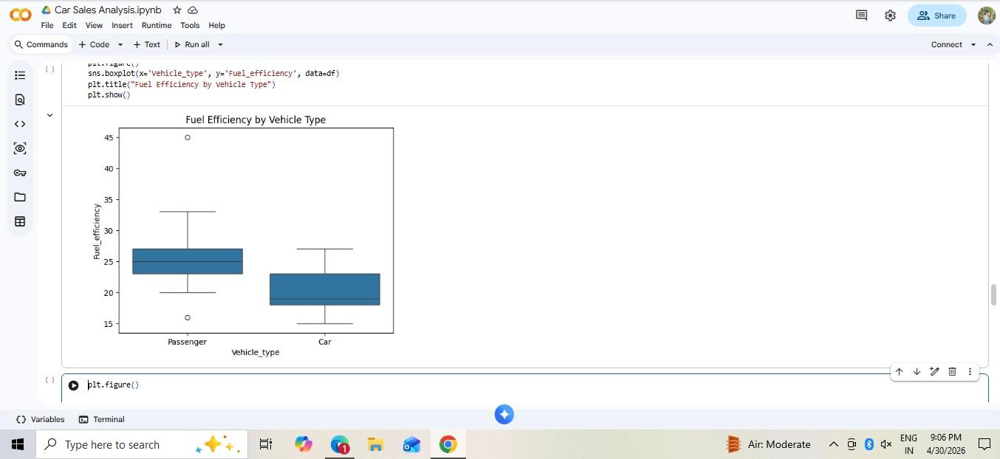 Car Sales Analysis.ipynb
File Edit View Insert Runtime Tools Help
Share
Commands + Code + Text Run all
Connect
[ ]
plt.figure()
sns.boxplot(x='Vehicle_type', y='Fuel_efficiency', data=df)
plt.title("Fuel Efficiency by Vehicle Type")
plt.show()
Fuel Efficiency by Vehicle Type
45
40
35
30
25
20
15
Fuel_efficiency
Passenger Car
Vehicle_type
[ ]
plt.figure()
Variables Terminal
Type here to search
1
Air: Moderate
ENG
IN
9:06 PM
4/30/2026